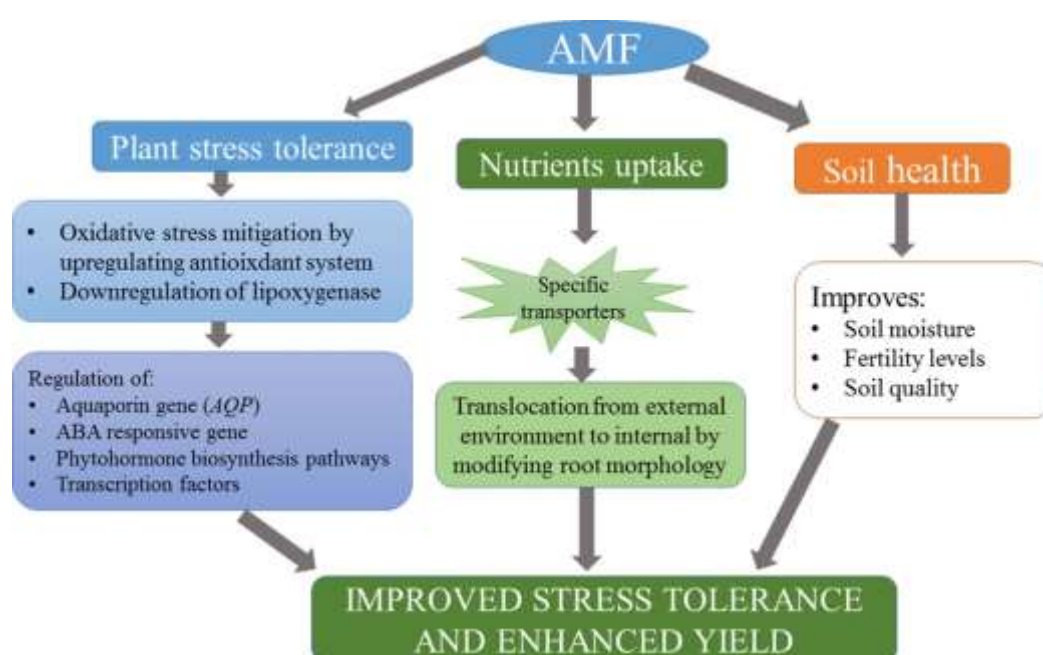 AMF
Plant stress tolerance
Nutrients uptake
Soil health
• Oxidative stress mitigation by
upregulating antioixdant system
• Downregulation of lipoxygenase
Regulation of:
• Aquaporin gene (AQP)
• ABA responsive gene
• Phytohormone biosynthesis pathways
• Transcription factors
Specific
transporters
Translocation from external
environment to internal by
modifying root morphology
Improves:
• Soil moisture
• Fertility levels
• Soil quality
IMPROVED STRESS TOLERANCE
AND ENHANCED YIELD